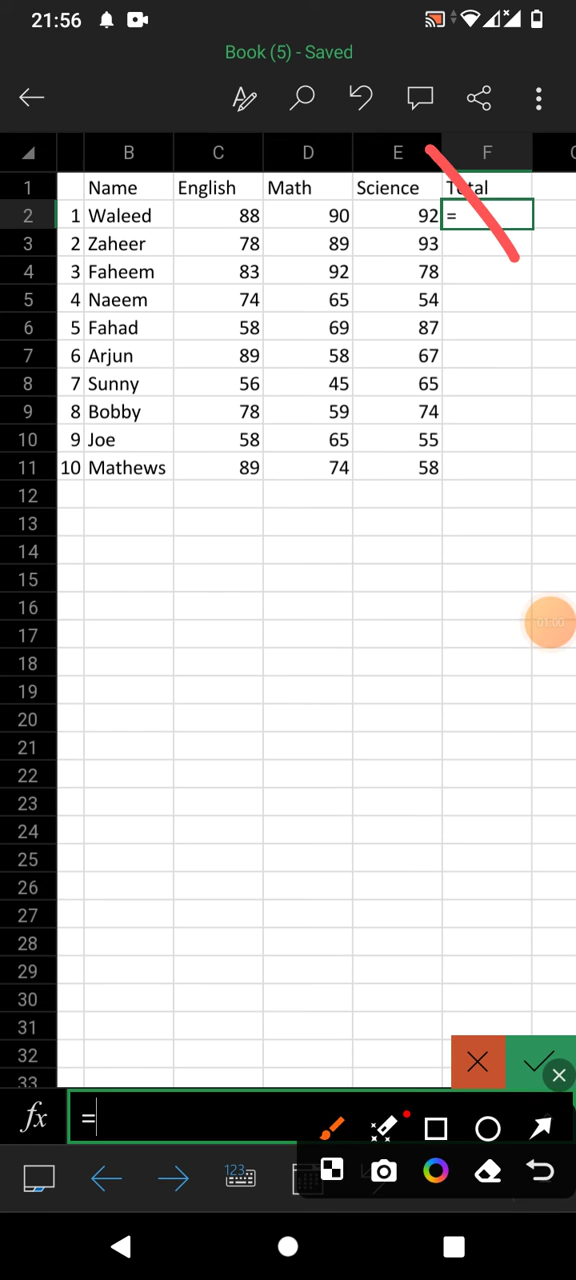 21:56
Book (5) - Saved
B C D E F
1 Name English Math Science Total
2 1 Waleed 88 90 92 =
3 2 Zaheer 78 89 93
4 3 Faheem 83 92 78
5 4 Naeem 74 65 54
6 5 Fahad 58 69 87
7 6 Arjun 89 58 67
8 7 Sunny 56 45 65
9 8 Bobby 78 59 74
10 9 Joe 58 65 55
11 10 Mathews 89 74 58
12
13
14
15
16
17
18
19
20
21
22
23
24
25
26
27
28
29
30
31
32
33
fx =
123